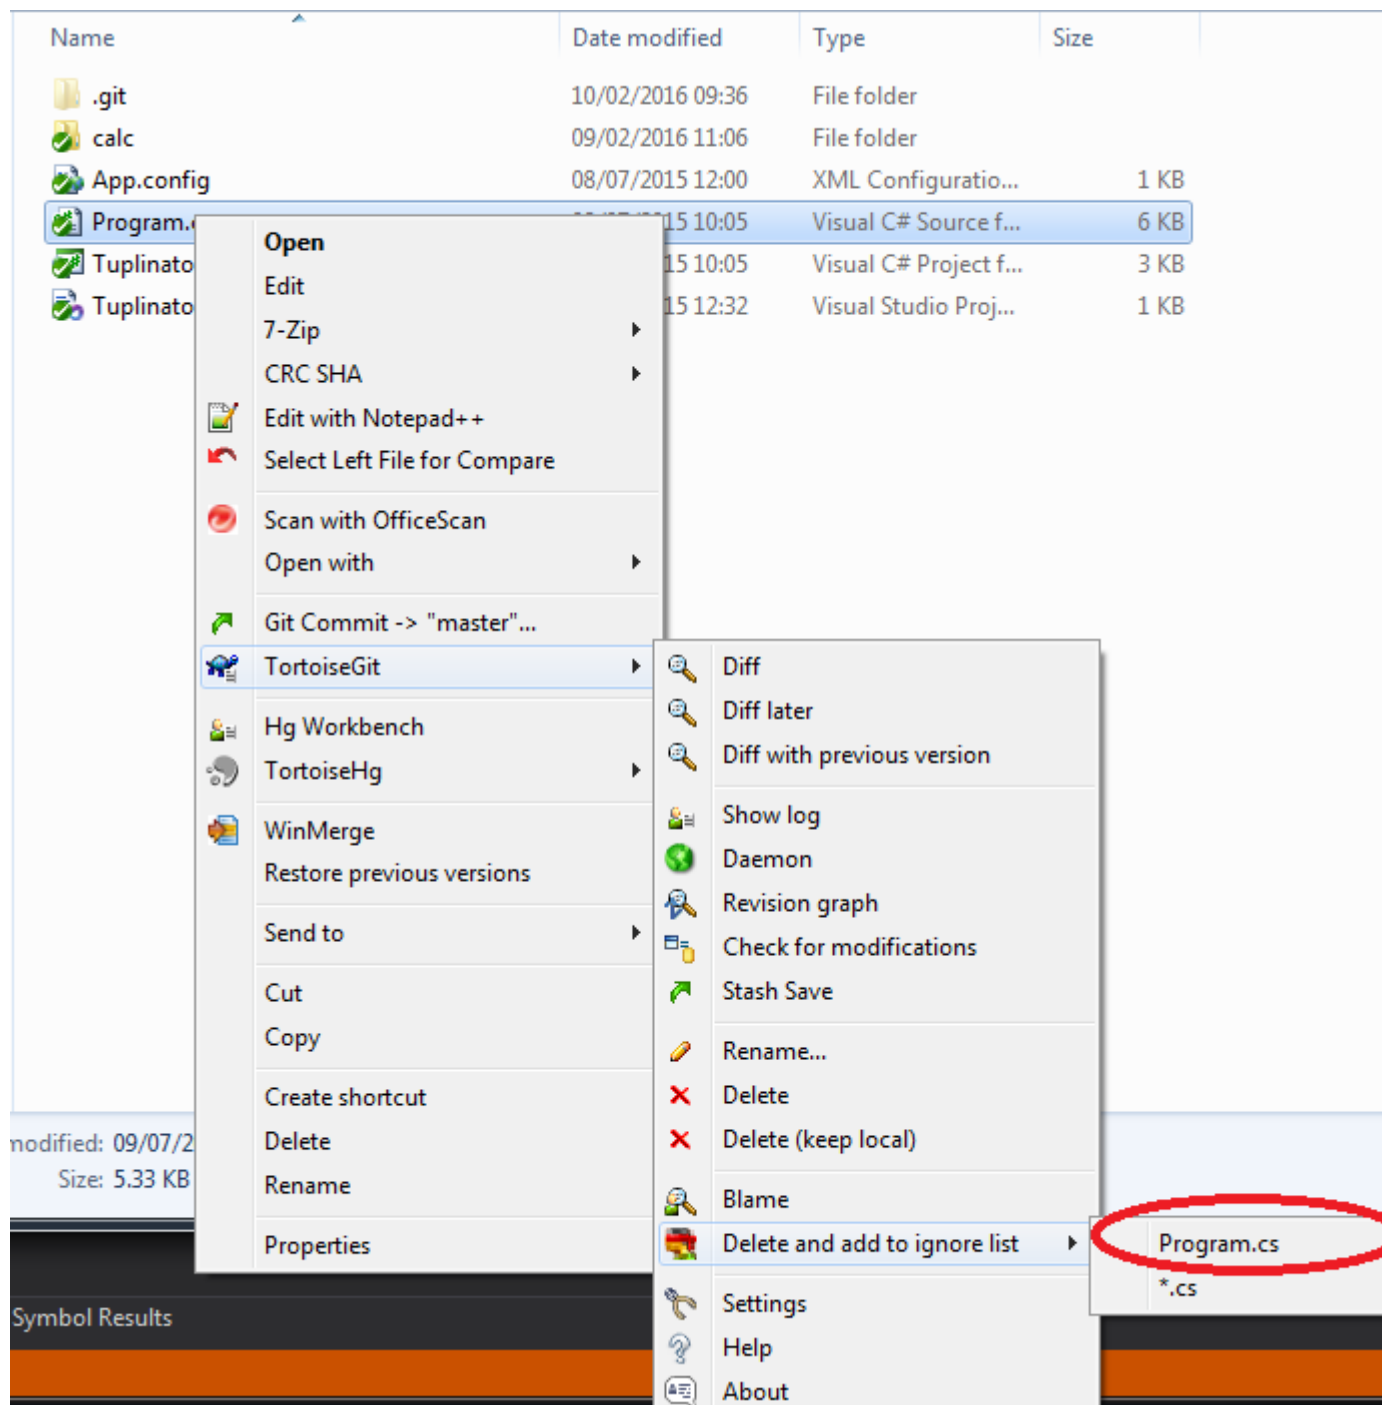 Name Date modified Type Size
.git 10/02/2016 09:36 File folder
calc 09/02/2016 11:06 File folder
App.config 08/07/2015 12:00 XML Configuratio... 1 KB
Program. 15 10:05 Visual C# Source f... 6 KB
Tuplinato 15 10:05 Visual C# Project f... 3 KB
Tuplinato 15 12:32 Visual Studio Proj... 1 KB
Open
Edit
7-Zip
CRC SHA
Edit with Notepad++
Select Left File for Compare
Scan with OfficeScan
Open with
Git Commit -> "master"...
TortoiseGit
Hg Workbench
TortoiseHg
WinMerge
Restore previous versions
Send to
Cut
Copy
Create shortcut
Delete
Rename
Properties
Diff
Diff later
Diff with previous version
Show log
Daemon
Revision graph
Check for modifications
Stash Save
Rename...
Delete
Delete (keep local)
Blame
Delete and add to ignore list
Settings
Help
About
Program.cs
*.cs
modified: 09/07/2
Size: 5.33 KB
Symbol Results